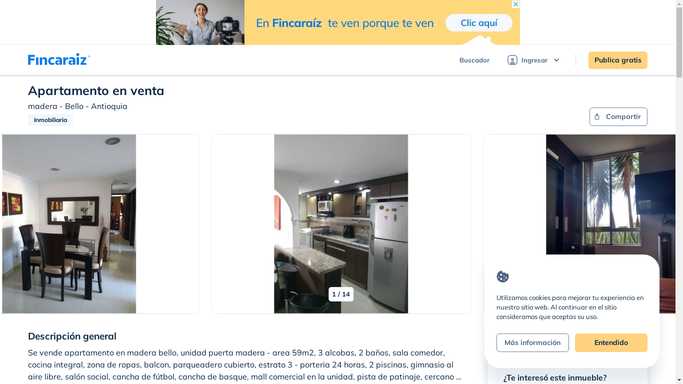 En Fincaraíz te ven porque te ven
Clic aquí
Fincaraíz
Buscador
Ingresar
Publica gratis
Apartamento en venta
madera - Bello - Antioquia
Inmobiliaria
Compartir
1 / 14
Utilizamos cookies para mejorar tu experiencia en
nuestro sitio web. Al continuar en el sitio
consideramos que aceptas su uso.
Más información
Entendido
Descripción general
Se vende apartamento en madera bello, unidad puerta madera - area 59m2, 3 alcobas, 2 baños, sala comedor,
cocina integral, zona de ropas, balcon, parqueadero cubierto, estrato 3 - porteria 24 horas, 2 piscinas, gimnasio al
aire libre, salón social, cancha de fútbol, cancha de basque, mall comercial en la unidad, pista de patinaje, cercano ...
¿Te interesó este inmueble?